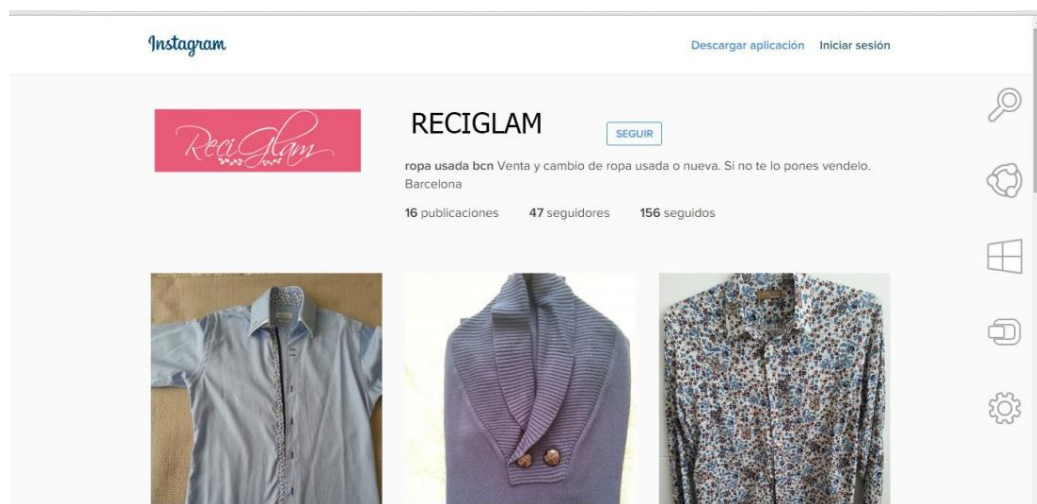 Instagram
Descargar aplicación Iniciar sesión
ReciGlam
RECIGLAM
SEGUIR
ropa usada bcn Venta y cambio de ropa usada o nueva. Si no te lo pones vendelo.
Barcelona
16 publicaciones 47 seguidores 156 seguidos